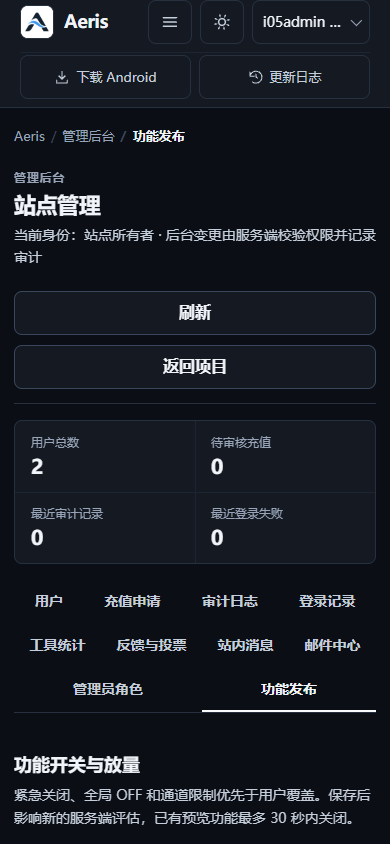 Aeris
i05admin ...
下载 Android
更新日志
Aeris / 管理后台 / 功能发布
管理后台
站点管理
当前身份：站点所有者 · 后台变更由服务端校验权限并记录
审计
刷新
返回项目
用户总数
2
待审核充值
0
最近审计记录
0
最近登录失败
0
用户 充值申请 审计日志 登录记录
工具统计 反馈与投票 站内消息 邮件中心
管理员角色 功能发布
功能开关与放量
紧急关闭、全局 OFF 和通道限制优先于用户覆盖。保存后
影响新的服务端评估，已有预览功能最多 30 秒内关闭。